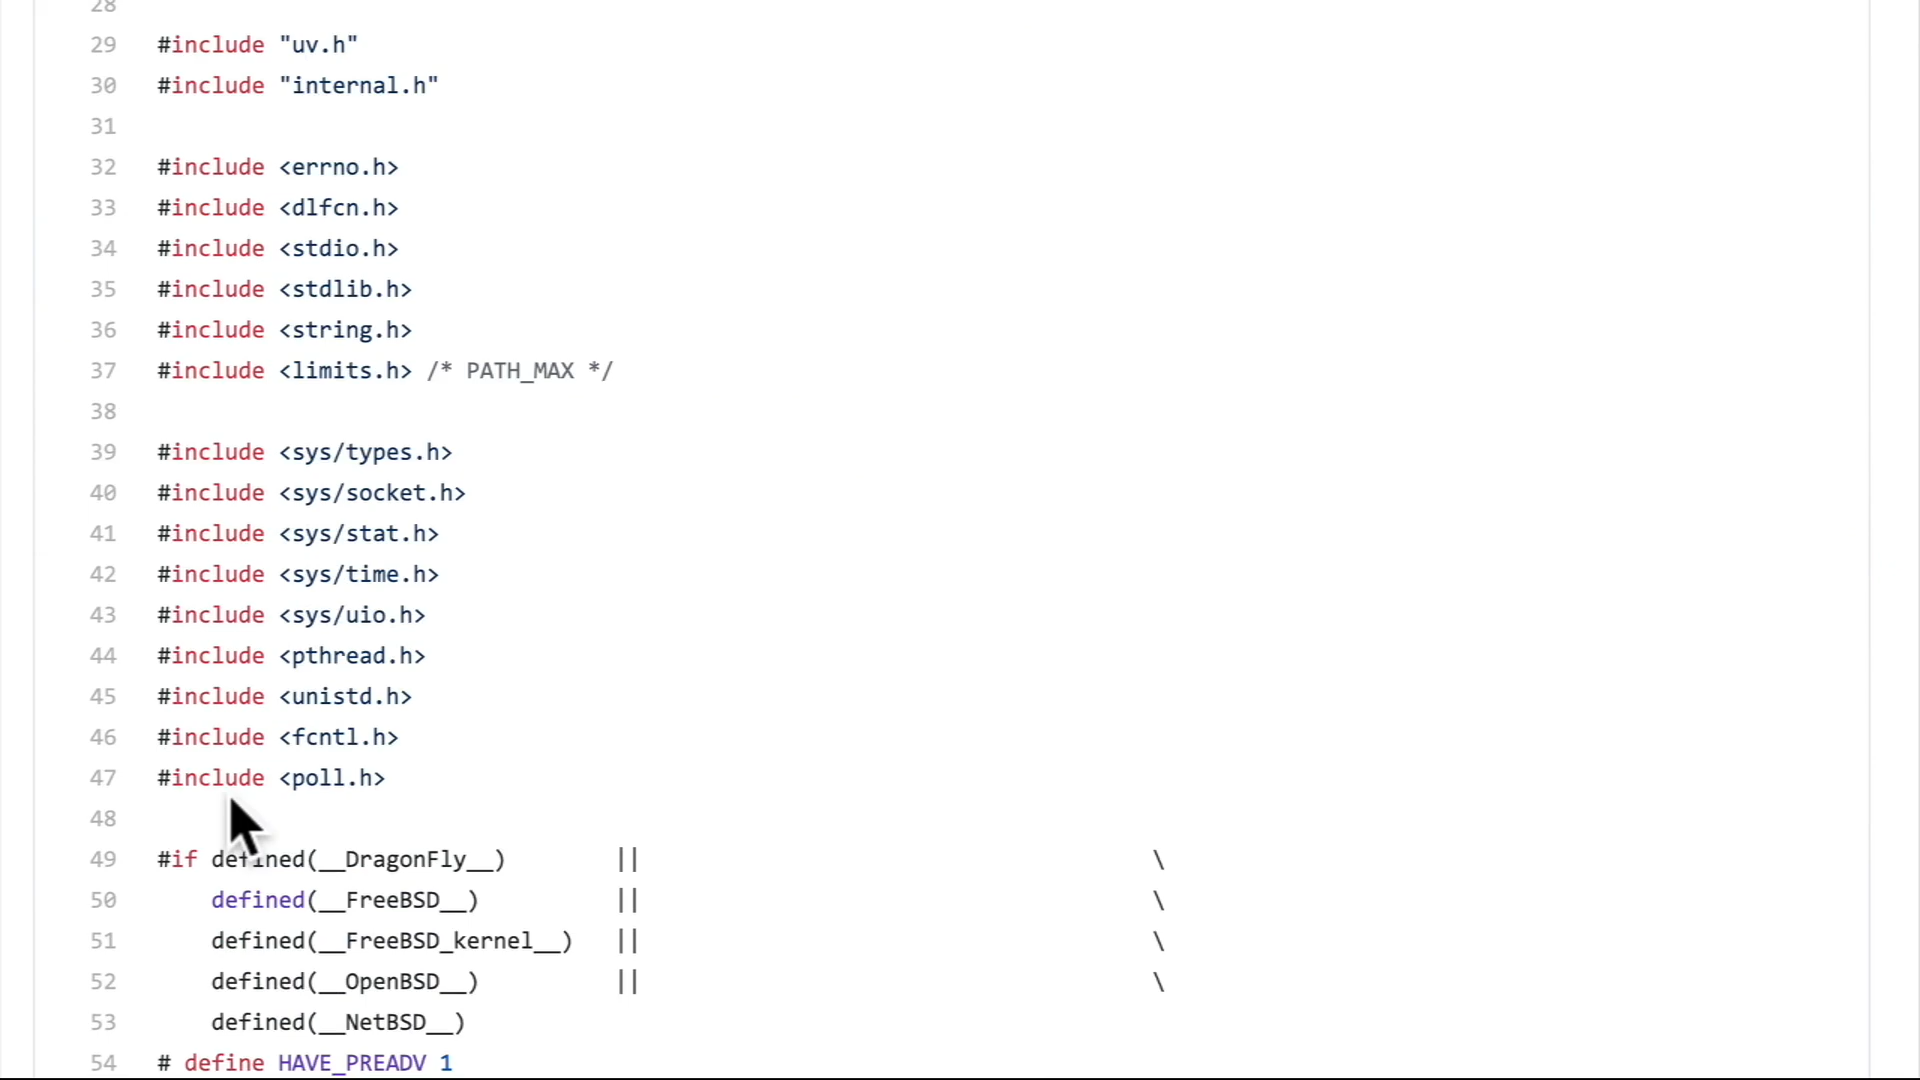 28
29 #include "uv.h"
30 #include "internal.h"
31
32 #include <errno.h>
33 #include <dlfcn.h>
34 #include <stdio.h>
35 #include <stdlib.h>
36 #include <string.h>
37 #include <limits.h> /* PATH_MAX */
38
39 #include <sys/types.h>
40 #include <sys/socket.h>
41 #include <sys/stat.h>
42 #include <sys/time.h>
43 #include <sys/uio.h>
44 #include <pthread.h>
45 #include <unistd.h>
46 #include <fcntl.h>
47 #include <poll.h>
48
49 #if defined(__DragonFly__) || \
50 defined(__FreeBSD__) || \
51 defined(__FreeBSD_kernel__) || \
52 defined(__OpenBSD__) || \
53 defined(__NetBSD__)
54 # define HAVE_PREADV 1